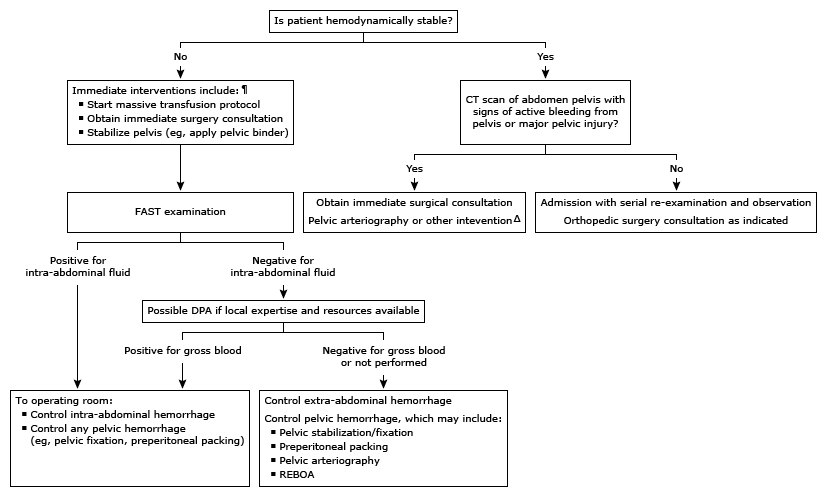 Is patient hemodynamically stable?
No
Yes
Immediate interventions include: ¶
▪ Start massive transfusion protocol
▪ Obtain immediate surgery consultation
▪ Stabilize pelvis (eg, apply pelvic binder)
CT scan of abdomen pelvis with
signs of active bleeding from
pelvis or major pelvic injury?
Yes
No
FAST examination
Obtain immediate surgical consultation
Pelvic arteriography or other intevention Δ
Admission with serial re-examination and observation
Orthopedic surgery consultation as indicated
Positive for
intra-abdominal fluid
Negative for
intra-abdominal fluid
Possible DPA if local expertise and resources available
Positive for gross blood
Negative for gross blood
or not performed
To operating room:
▪ Control intra-abdominal hemorrhage
▪ Control any pelvic hemorrhage
(eg, pelvic fixation, preperitoneal packing)
Control extra-abdominal hemorrhage
Control pelvic hemorrhage, which may include:
▪ Pelvic stabilization/fixation
▪ Preperitoneal packing
▪ Pelvic arteriography
▪ REBOA